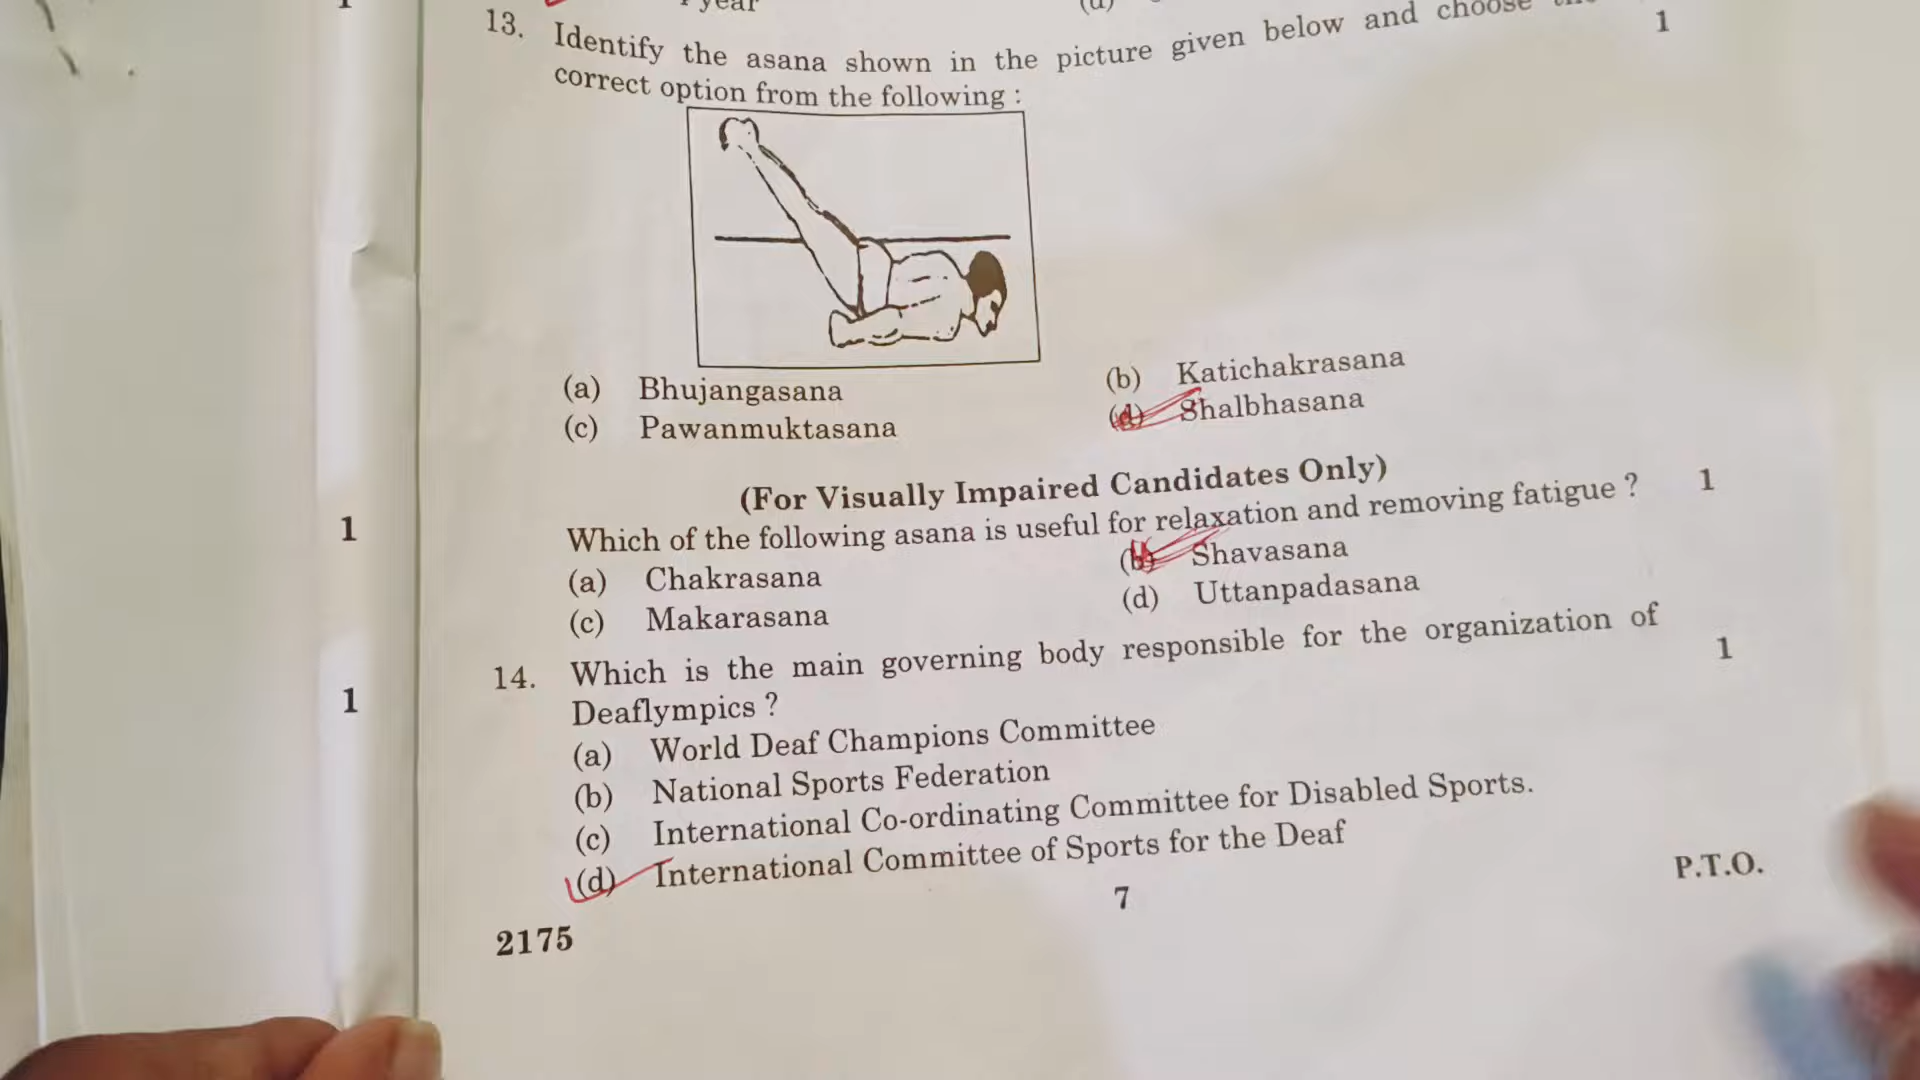 1
year
(d)
13. Identify the asana shown in the picture given below and choose
correct option from the following :
1
(a) Bhujangasana
(b) Katichakrasana
(c) Pawanmuktasana
(d) Shalbhasana
(For Visually Impaired Candidates Only)
Which of the following asana is useful for relaxation and removing fatigue ? 1
(a) Chakrasana
(b) Shavasana
(c) Makarasana
(d) Uttanpadasana
14. Which is the main governing body responsible for the organization of
Deaflympics ?
1
(a) World Deaf Champions Committee
(b) National Sports Federation
(c) International Co-ordinating Committee for Disabled Sports.
(d) International Committee of Sports for the Deaf
2175
7
P.T.O.
1
1